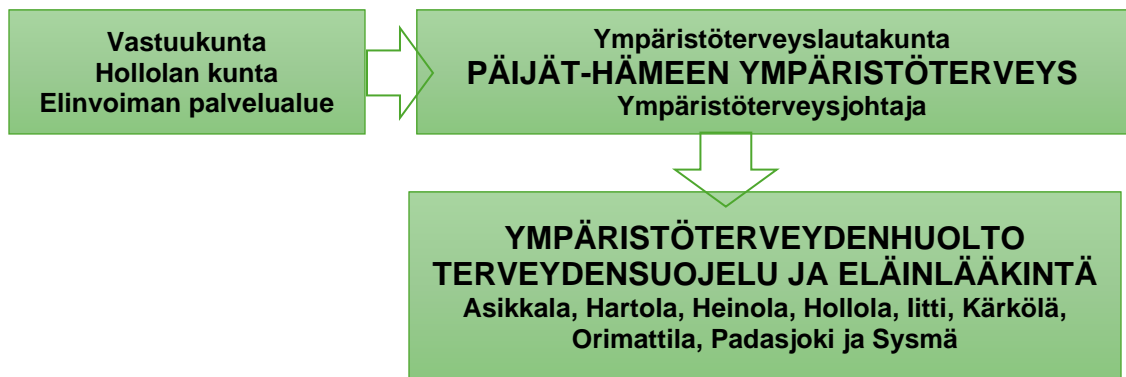 Vastuukunta
Hollolan kunta
Elinvoiman palvelualue
Ympäristöterveyslautakunta
PÄIJÄT-HÄMEEN YMPÄRISTÖTERVEYS
Ympäristöterveysjohtaja
YMPÄRISTÖTERVEYDENHUOLTO
TERVEYDENSUOJELU JA ELÄINLÄÄKINTÄ
Asikkala, Hartola, Heinola, Hollola, Iitti, Kärkölä,
Orimattila, Padasjoki ja Sysmä